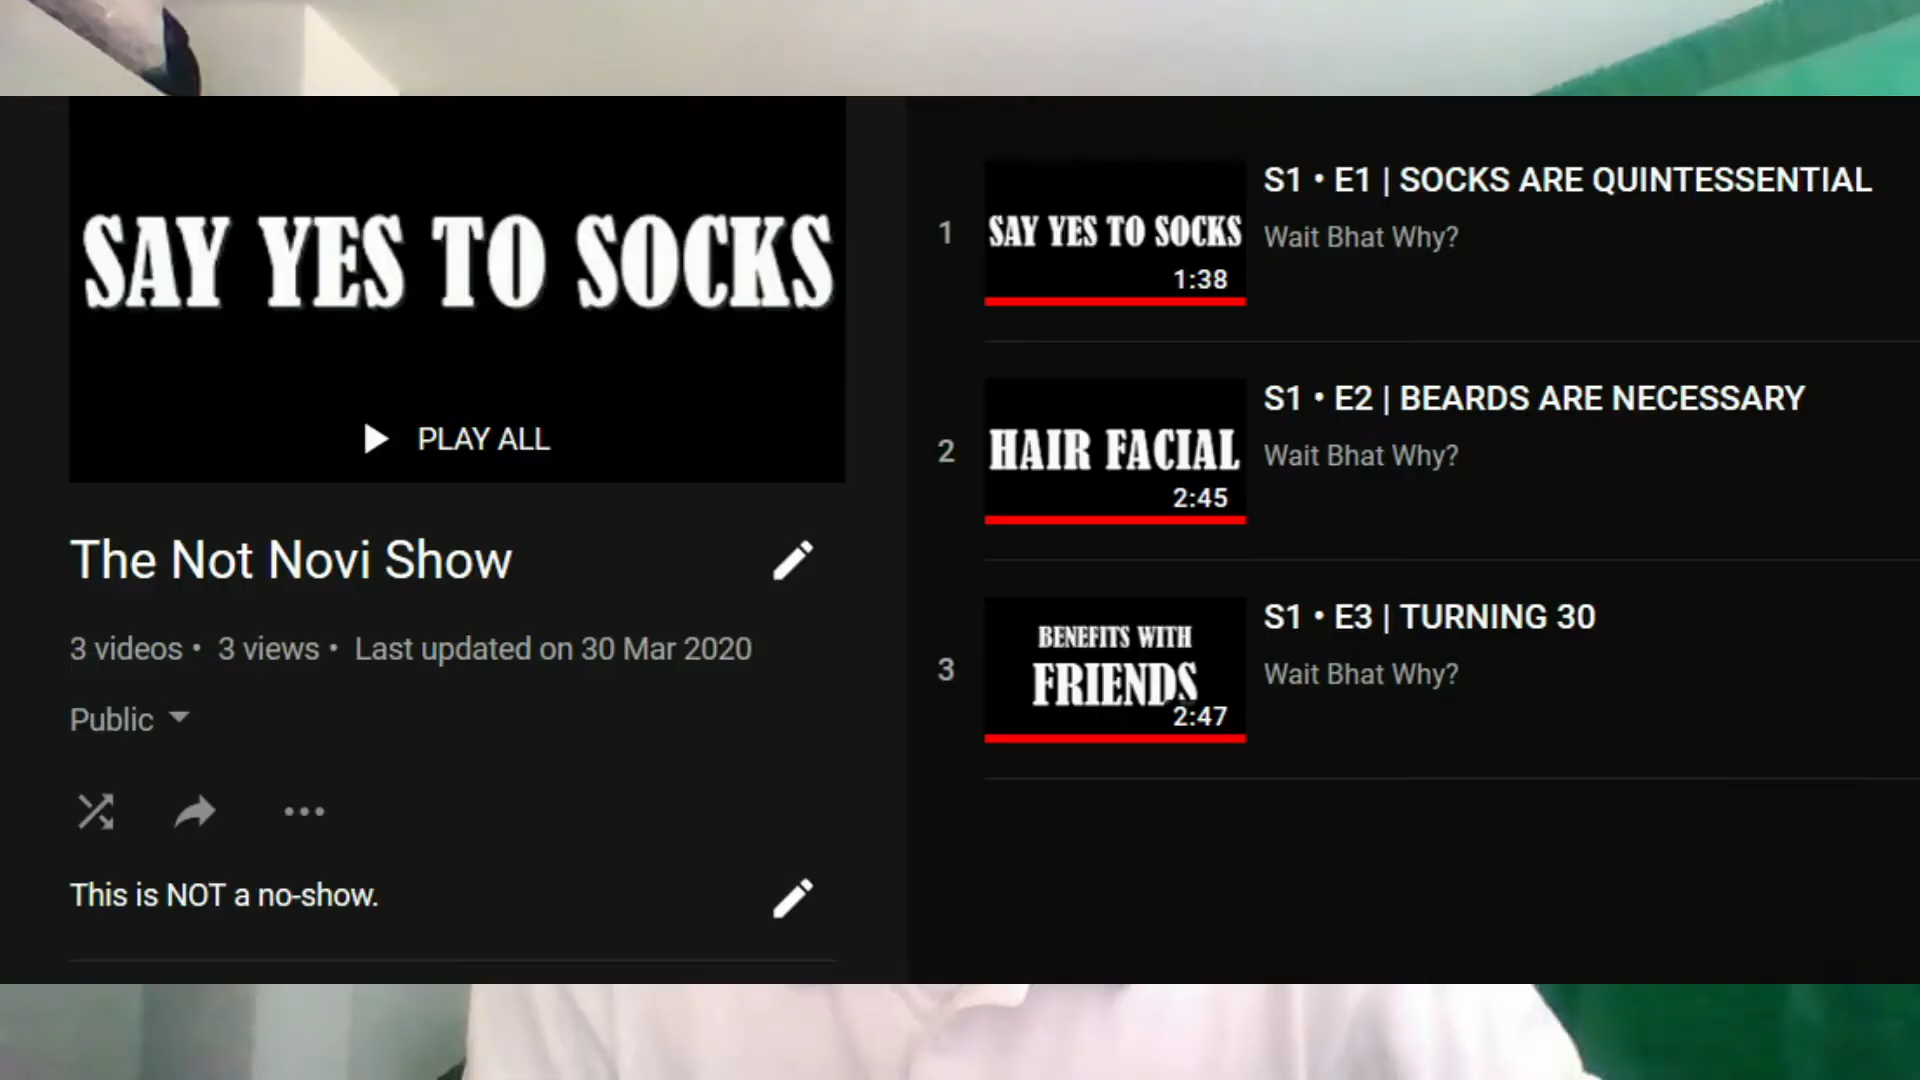 SAY YES TO SOCKS
PLAY ALL
The Not Novi Show
3 videos • 3 views • Last updated on 30 Mar 2020
Public
This is NOT a no-show.
1
SAY YES TO SOCKS
1:38
S1 • E1 | SOCKS ARE QUINTESSENTIAL
Wait Bhat Why?
2
HAIR FACIAL
2:45
S1 • E2 | BEARDS ARE NECESSARY
Wait Bhat Why?
3
BENEFITS WITH
FRIENDS
2:47
S1 • E3 | TURNING 30
Wait Bhat Why?